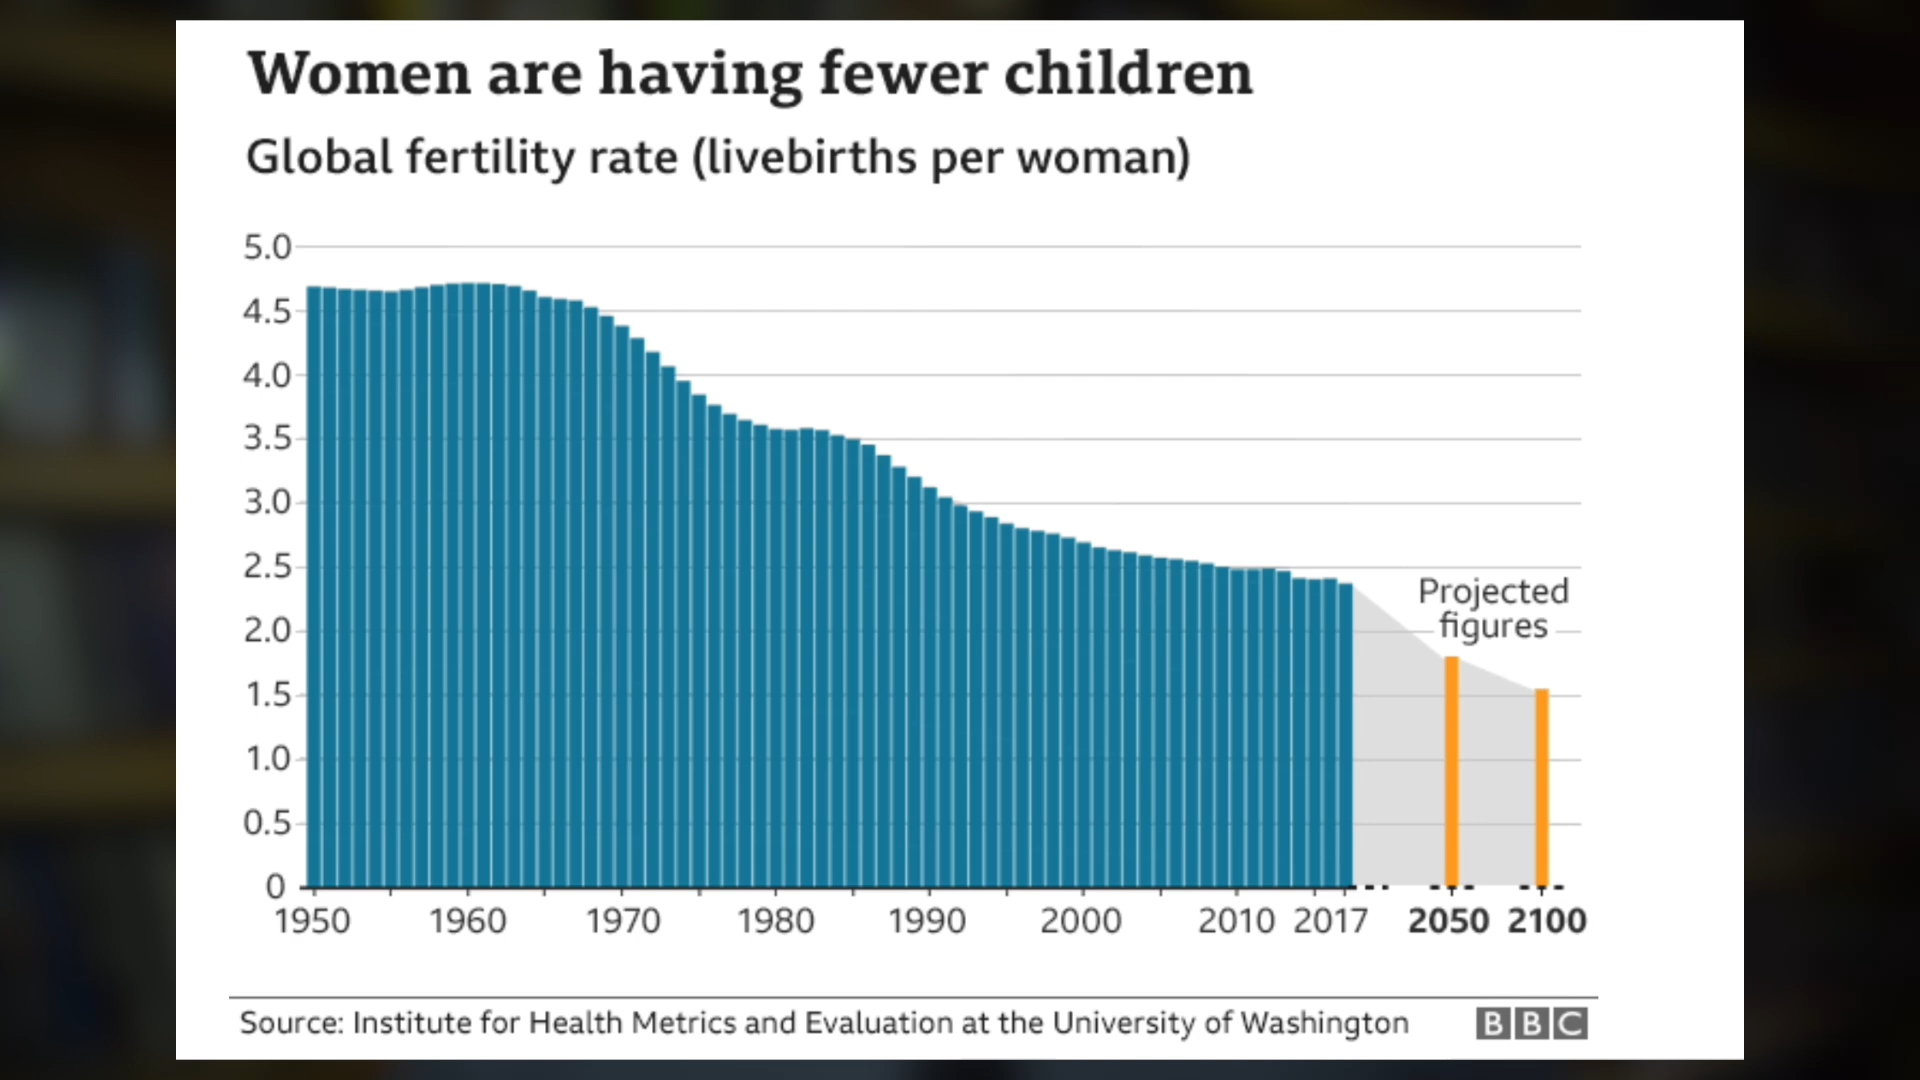 Women are having fewer children
Global fertility rate (livebirths per woman)
5.0
4.5
4.0
3.5
3.0
2.5
2.0
1.5
1.0
0.5
0
Projected
figures
1950 1960 1970 1980 1990 2000 2010 2017 2050 2100
Source: Institute for Health Metrics and Evaluation at the University of Washington
BBC